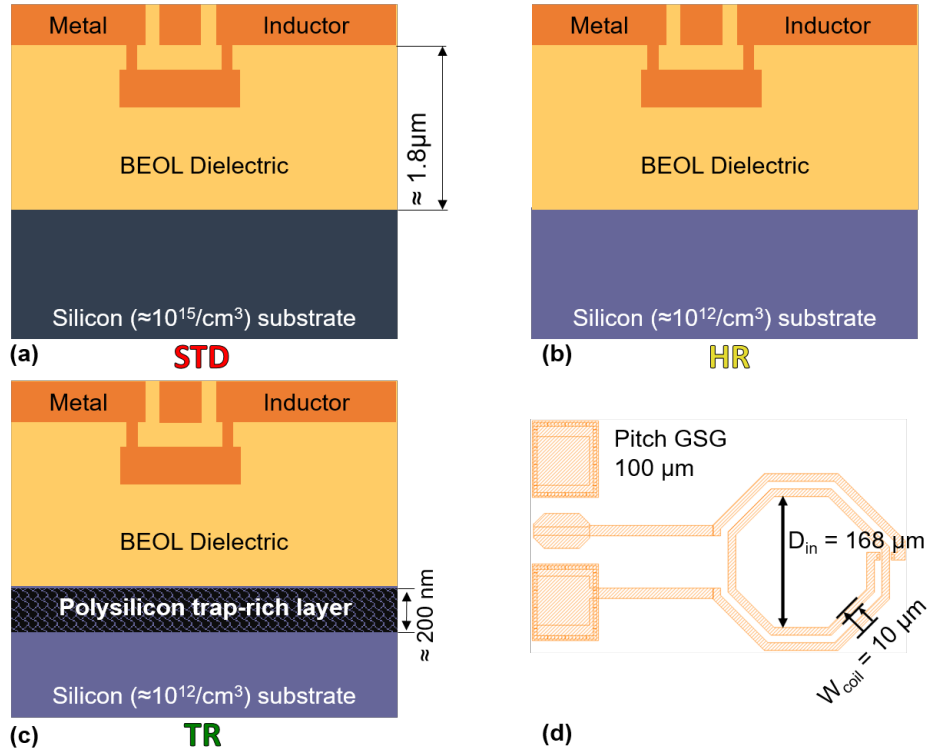 Metal Inductor
BEOL Dielectric
≈ 1.8µm
Silicon (≈10¹⁵/cm³) substrate
(a) STD
Metal Inductor
BEOL Dielectric
Silicon (≈10¹²/cm³) substrate
(b) HR
Metal Inductor
BEOL Dielectric
Polysilicon trap-rich layer
≈ 200 nm
Silicon (≈10¹²/cm³) substrate
(c) TR
Pitch GSG
100 µm
Dᵢₙ = 168 µm
W_coil = 10 µm
(d)